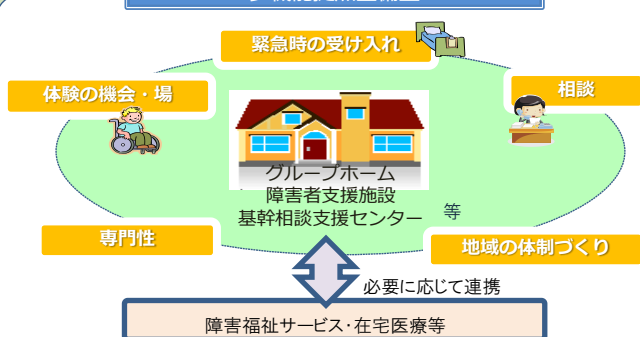 緊急時の受け入れ
体験の機会・場
相談
グループホーム
障害者支援施設
基幹相談支援センター 等
専門性
地域の体制づくり
必要に応じて連携
障害福祉サービス・在宅医療等